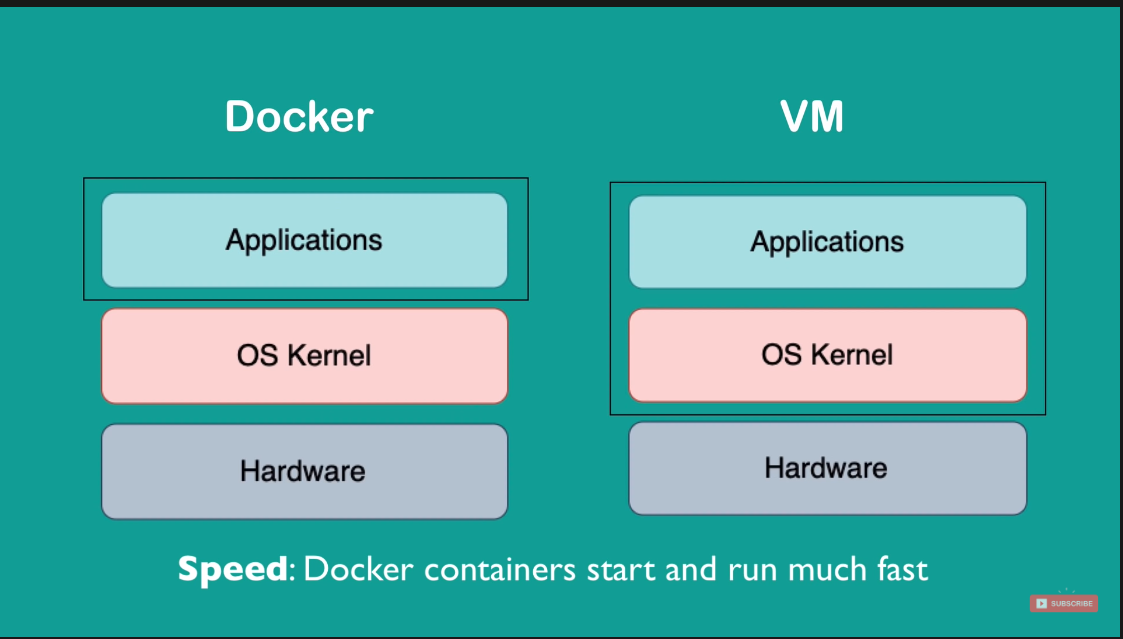 Docker
VM
Applications
Applications
OS Kernel
OS Kernel
Hardware
Hardware
Speed: Docker containers start and run much fast
SUBSCRIBE